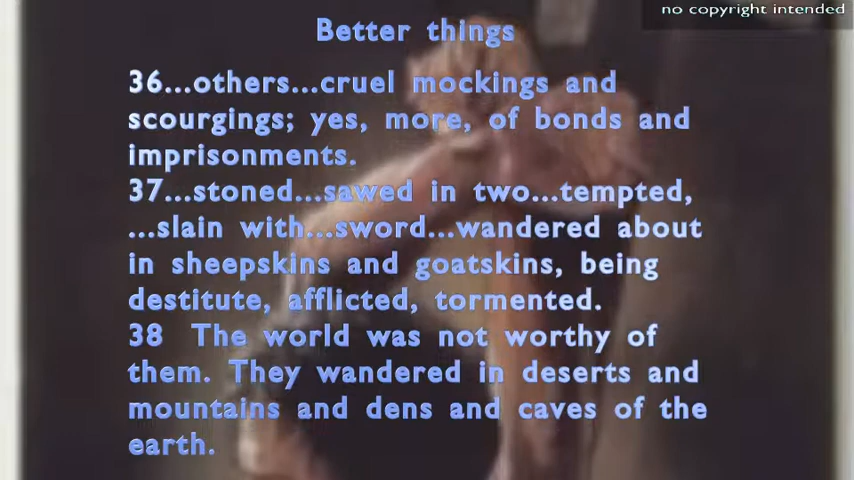 no copyright intended
Better things
36...others...cruel mockings and
scourgings; yes, more, of bonds and
imprisonments.
37...stoned...sawed in two...tempted,
...slain with...sword...wandered about
in sheepskins and goatskins, being
destitute, afflicted, tormented.
38 The world was not worthy of
them. They wandered in deserts and
mountains and dens and caves of the
earth.